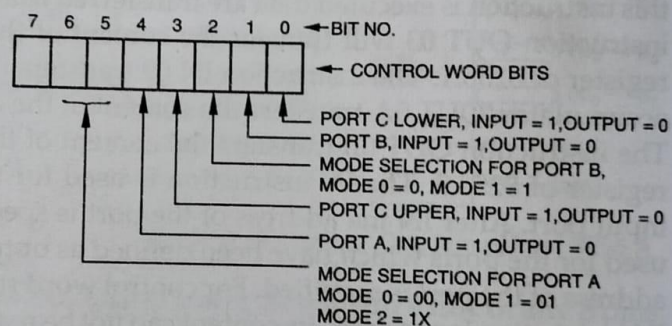 7 6 5 4 3 2 1 0 BIT NO.
CONTROL WORD BITS
PORT C LOWER, INPUT = 1,OUTPUT = 0
PORT B, INPUT = 1,OUTPUT = 0
MODE SELECTION FOR PORT B,
MODE 0 = 0, MODE 1 = 1
PORT C UPPER, INPUT = 1,OUTPUT = 0
PORT A, INPUT = 1,OUTPUT = 0
MODE SELECTION FOR PORT A
MODE 0 = 00, MODE 1 = 01
MODE 2 = 1X